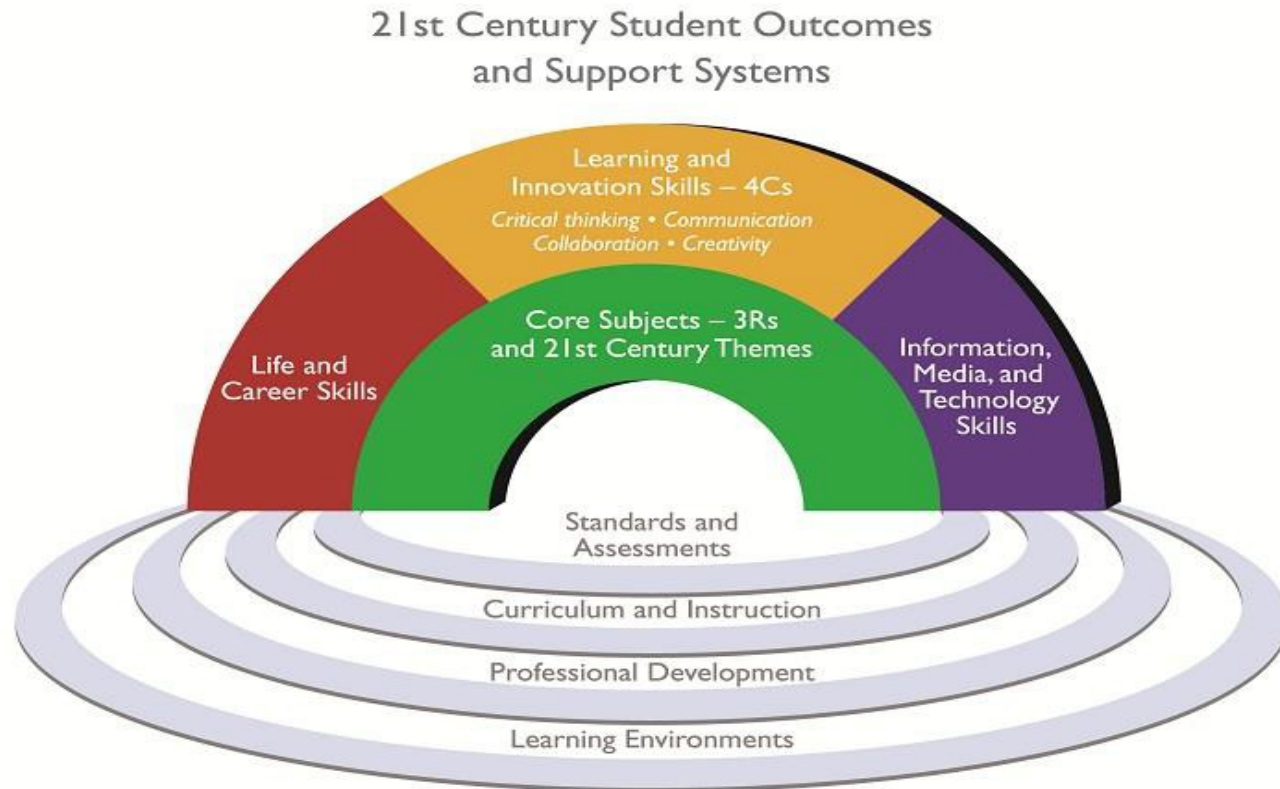 21st Century Student Outcomes
and Support Systems
Learning and
Innovation Skills – 4Cs
Critical thinking • Communication
Collaboration • Creativity
Core Subjects – 3Rs
and 21st Century Themes
Life and
Career Skills
Information,
Media, and
Technology
Skills
Standards and
Assessments
Curriculum and Instruction
Professional Development
Learning Environments